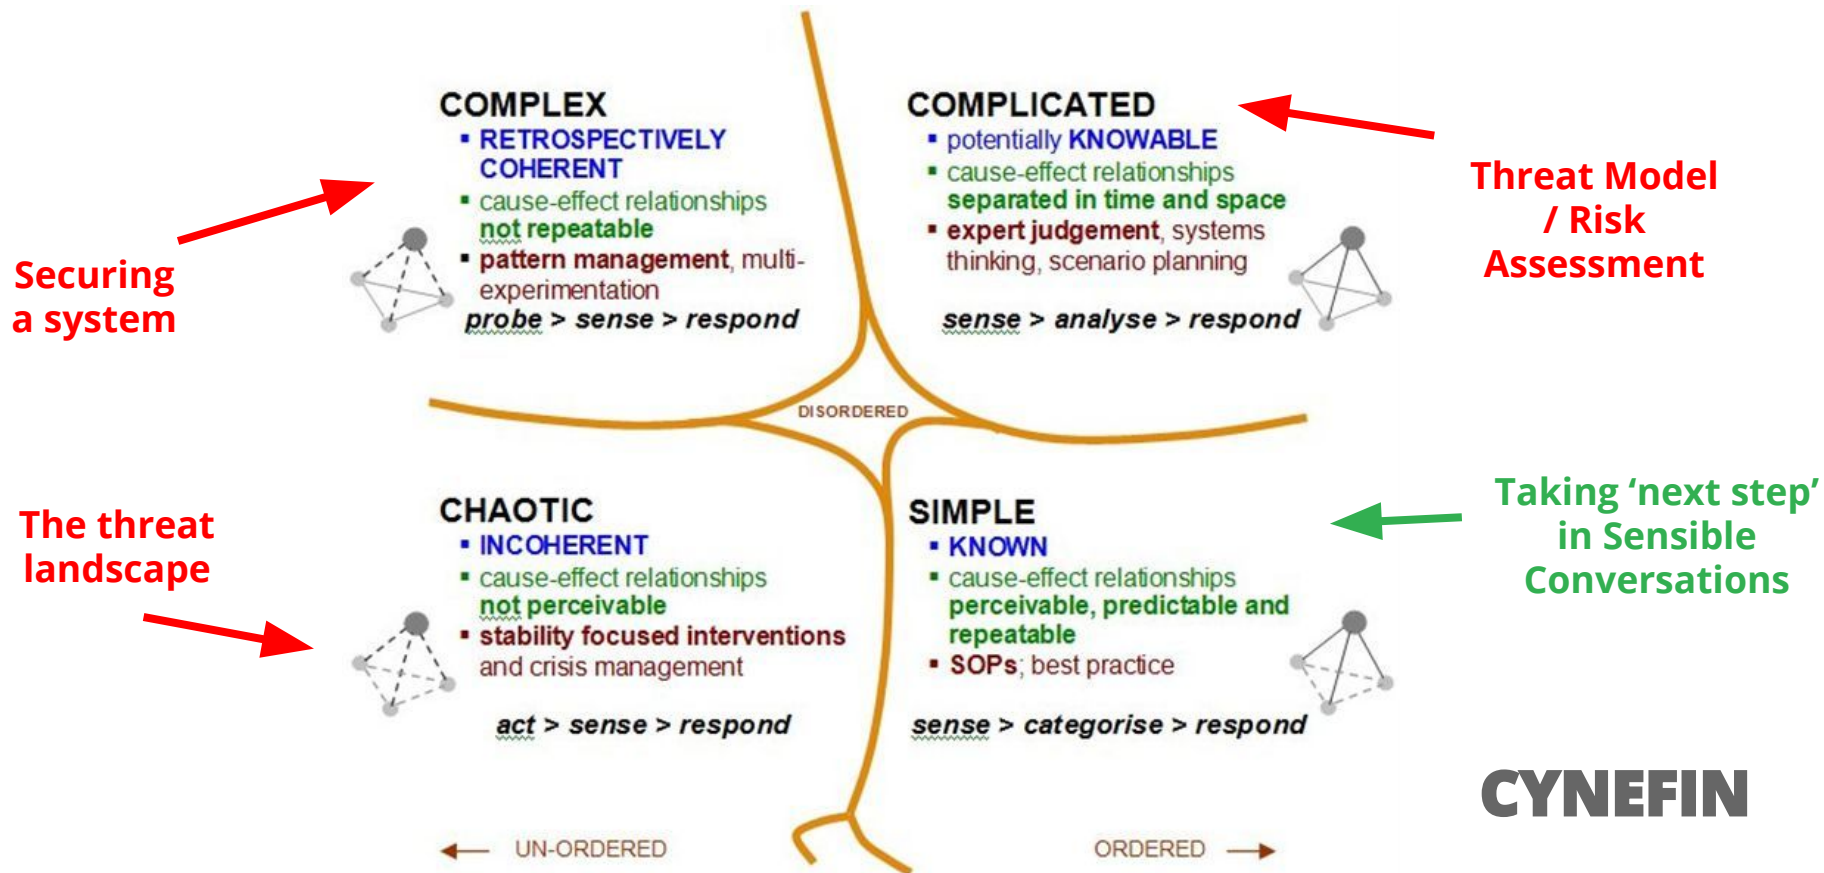 COMPLEX
▪ RETROSPECTIVELY
COHERENT
▪ cause-effect relationships
not repeatable
▪ pattern management, multi-
experimentation
probe > sense > respond
COMPLICATED
▪ potentially KNOWABLE
▪ cause-effect relationships
separated in time and space
▪ expert judgement, systems
thinking, scenario planning
sense > analyse > respond
Threat Model
/ Risk
Assessment
Securing
a system
DISORDERED
The threat
landscape
CHAOTIC
▪ INCOHERENT
▪ cause-effect relationships
not perceivable
▪ stability focused interventions
and crisis management
act > sense > respond
SIMPLE
▪ KNOWN
▪ cause-effect relationships
perceivable, predictable and
repeatable
▪ SOPs; best practice
sense > categorise > respond
Taking ‘next step’
in Sensible
Conversations
CYNEFIN
UN-ORDERED
ORDERED